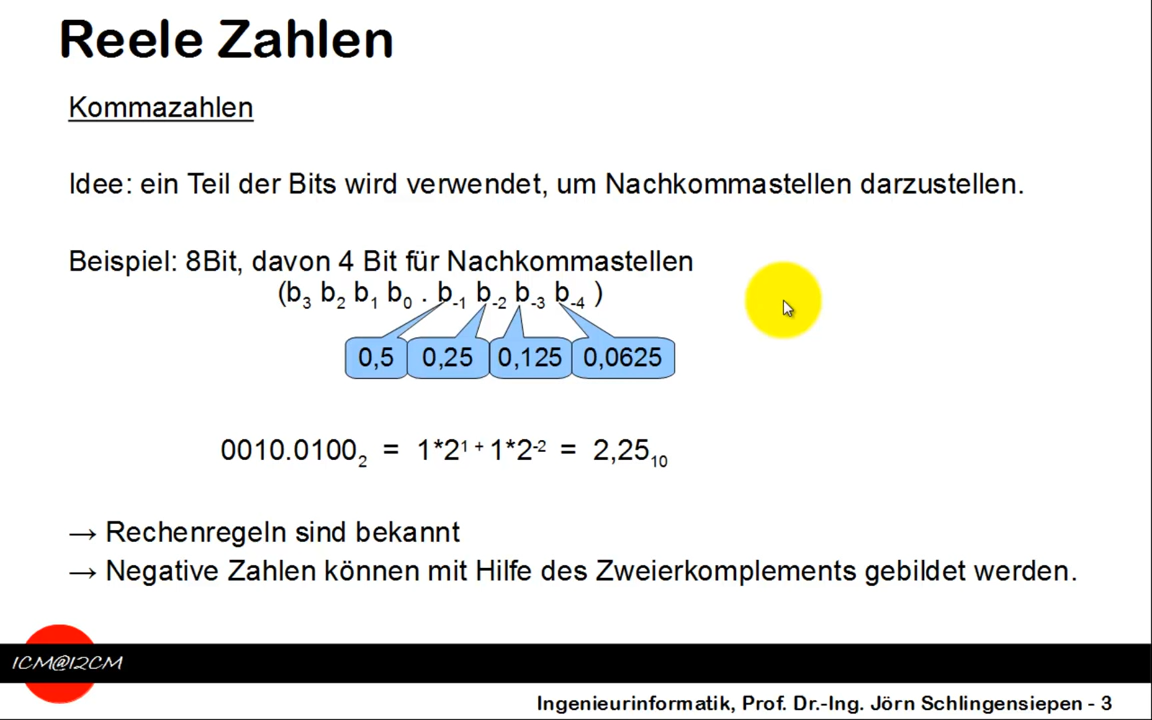 Reele Zahlen
Kommazahlen
Idee: ein Teil der Bits wird verwendet, um Nachkommastellen darzustellen.
Beispiel: 8Bit, davon 4 Bit für Nachkommastellen
(b₃ b₂ b₁ b₀ . b₋₁ b₋₂ b₋₃ b₋₄ )
0,5 0,25 0,125 0,0625
0010.0100₂ = 1*2¹ ⁺ 1*2⁻² = 2,25₁₀
→ Rechenregeln sind bekannt
→ Negative Zahlen können mit Hilfe des Zweierkomplements gebildet werden.
1CM@12CM
Ingenieurinformatik, Prof. Dr.-Ing. Jörn Schlingensiepen - 3